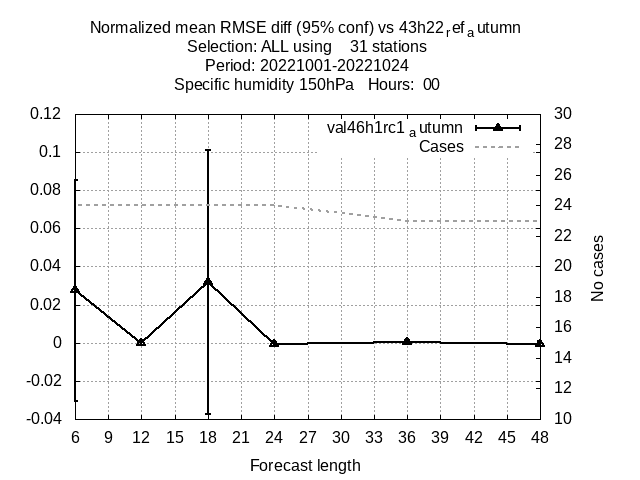 Normalized mean RMSE diff (95% conf) vs 43h22refautumn
Selection: ALL using 31 stations
Period: 20221001-20221024
Specific humidity 150hPa Hours: 00
0.12
0.1
0.08
0.06
0.04
0.02
0
-0.02
-0.04
val46h1rc1autumn
Cases
30
28
26
24
22
20
18
16
14
12
10
No cases
6 9 12 15 18 21 24 27 30 33 36 39 42 45 48
Forecast length